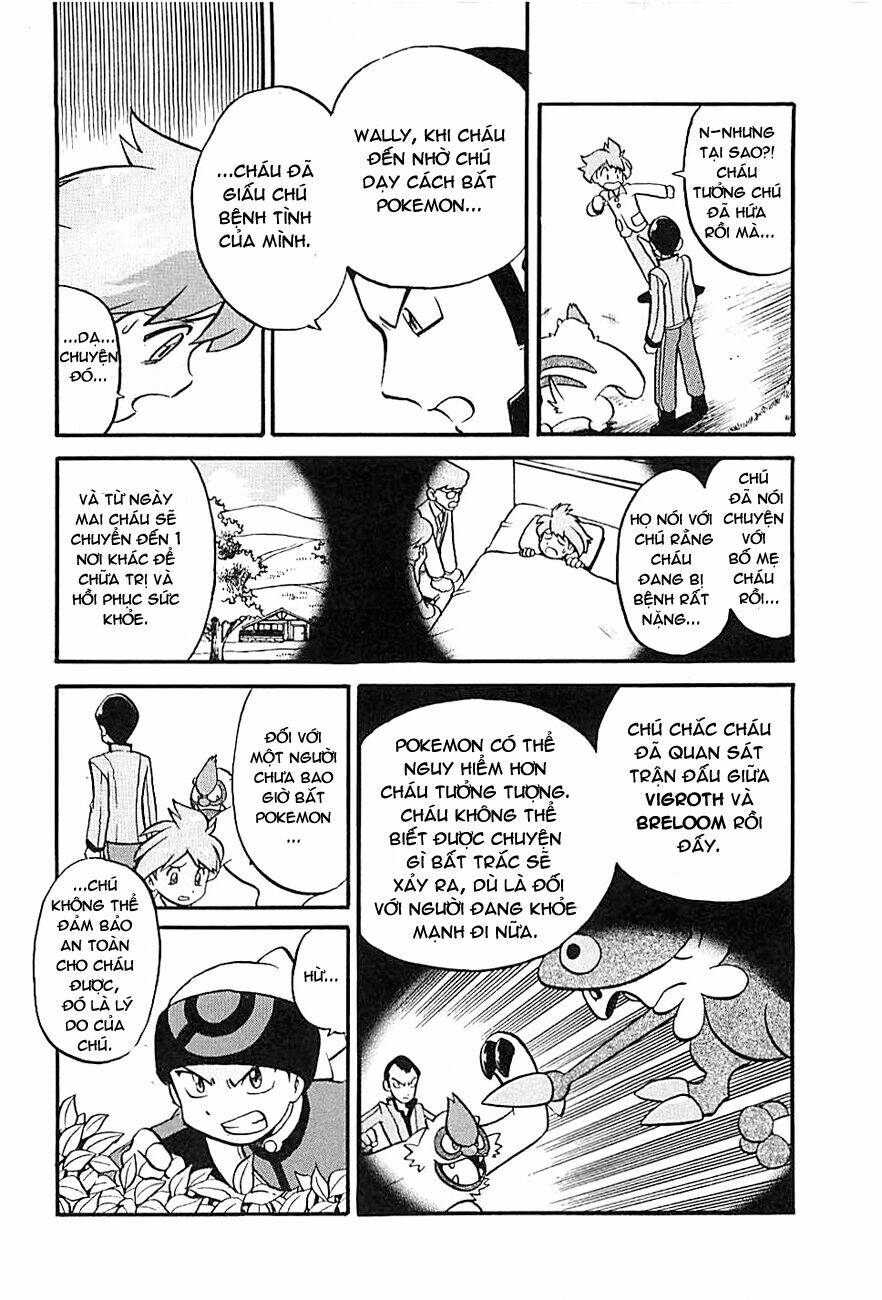 N-NHƯNG
TẠI SAO?!
CHÁU
TƯỞNG CHÚ
ĐÃ HỨA
RỒI MÀ...
WALLY, KHI CHÁU
ĐẾN NHỜ CHÚ
DẠY CÁCH BẮT
POKEMON...
...CHÁU ĐÃ
GIẤU CHÚ
BỆNH TÌNH
CỦA MÌNH.
...DẠ...
CHUYỆN
ĐÓ...
CHÚ
ĐÃ NÓI
CHUYỆN
VỚI
BỐ MẸ
CHÁU
RỒI...
HỌ NÓI VỚI
CHÚ RẰNG
CHÁU
ĐANG BỊ
BỆNH RẤT
NẶNG...
VÀ TỪ NGÀY
MAI CHÁU SẼ
CHUYỂN ĐẾN 1
NƠI KHÁC ĐỂ
CHỮA TRỊ VÀ
HỒI PHỤC SỨC
KHỎE.
CHÚ CHẮC CHÁU
ĐÃ QUAN SÁT
TRẬN ĐẤU GIỮA
VIGROTH VÀ
BRELOOM RỒI
ĐẤY.
POKEMON CÓ THỂ
NGUY HIỂM HƠN
CHÁU TƯỞNG TƯỢNG.
CHÁU KHÔNG THỂ
BIẾT ĐƯỢC CHUYỆN
GÌ BẤT TRẮC SẼ
XẢY RA, DÙ LÀ ĐỐI
VỚI NGƯỜI ĐANG KHỎE
MẠNH ĐI NỮA.
ĐỐI VỚI
MỘT NGƯỜI
CHƯA BAO
GIỜ BẮT
POKEMON
...
...CHÚ
KHÔNG THỂ
ĐẢM BẢO
AN TOÀN
CHO CHÁU
ĐƯỢC,
ĐÓ LÀ LÝ
DO CỦA
CHÚ.
HỪ...